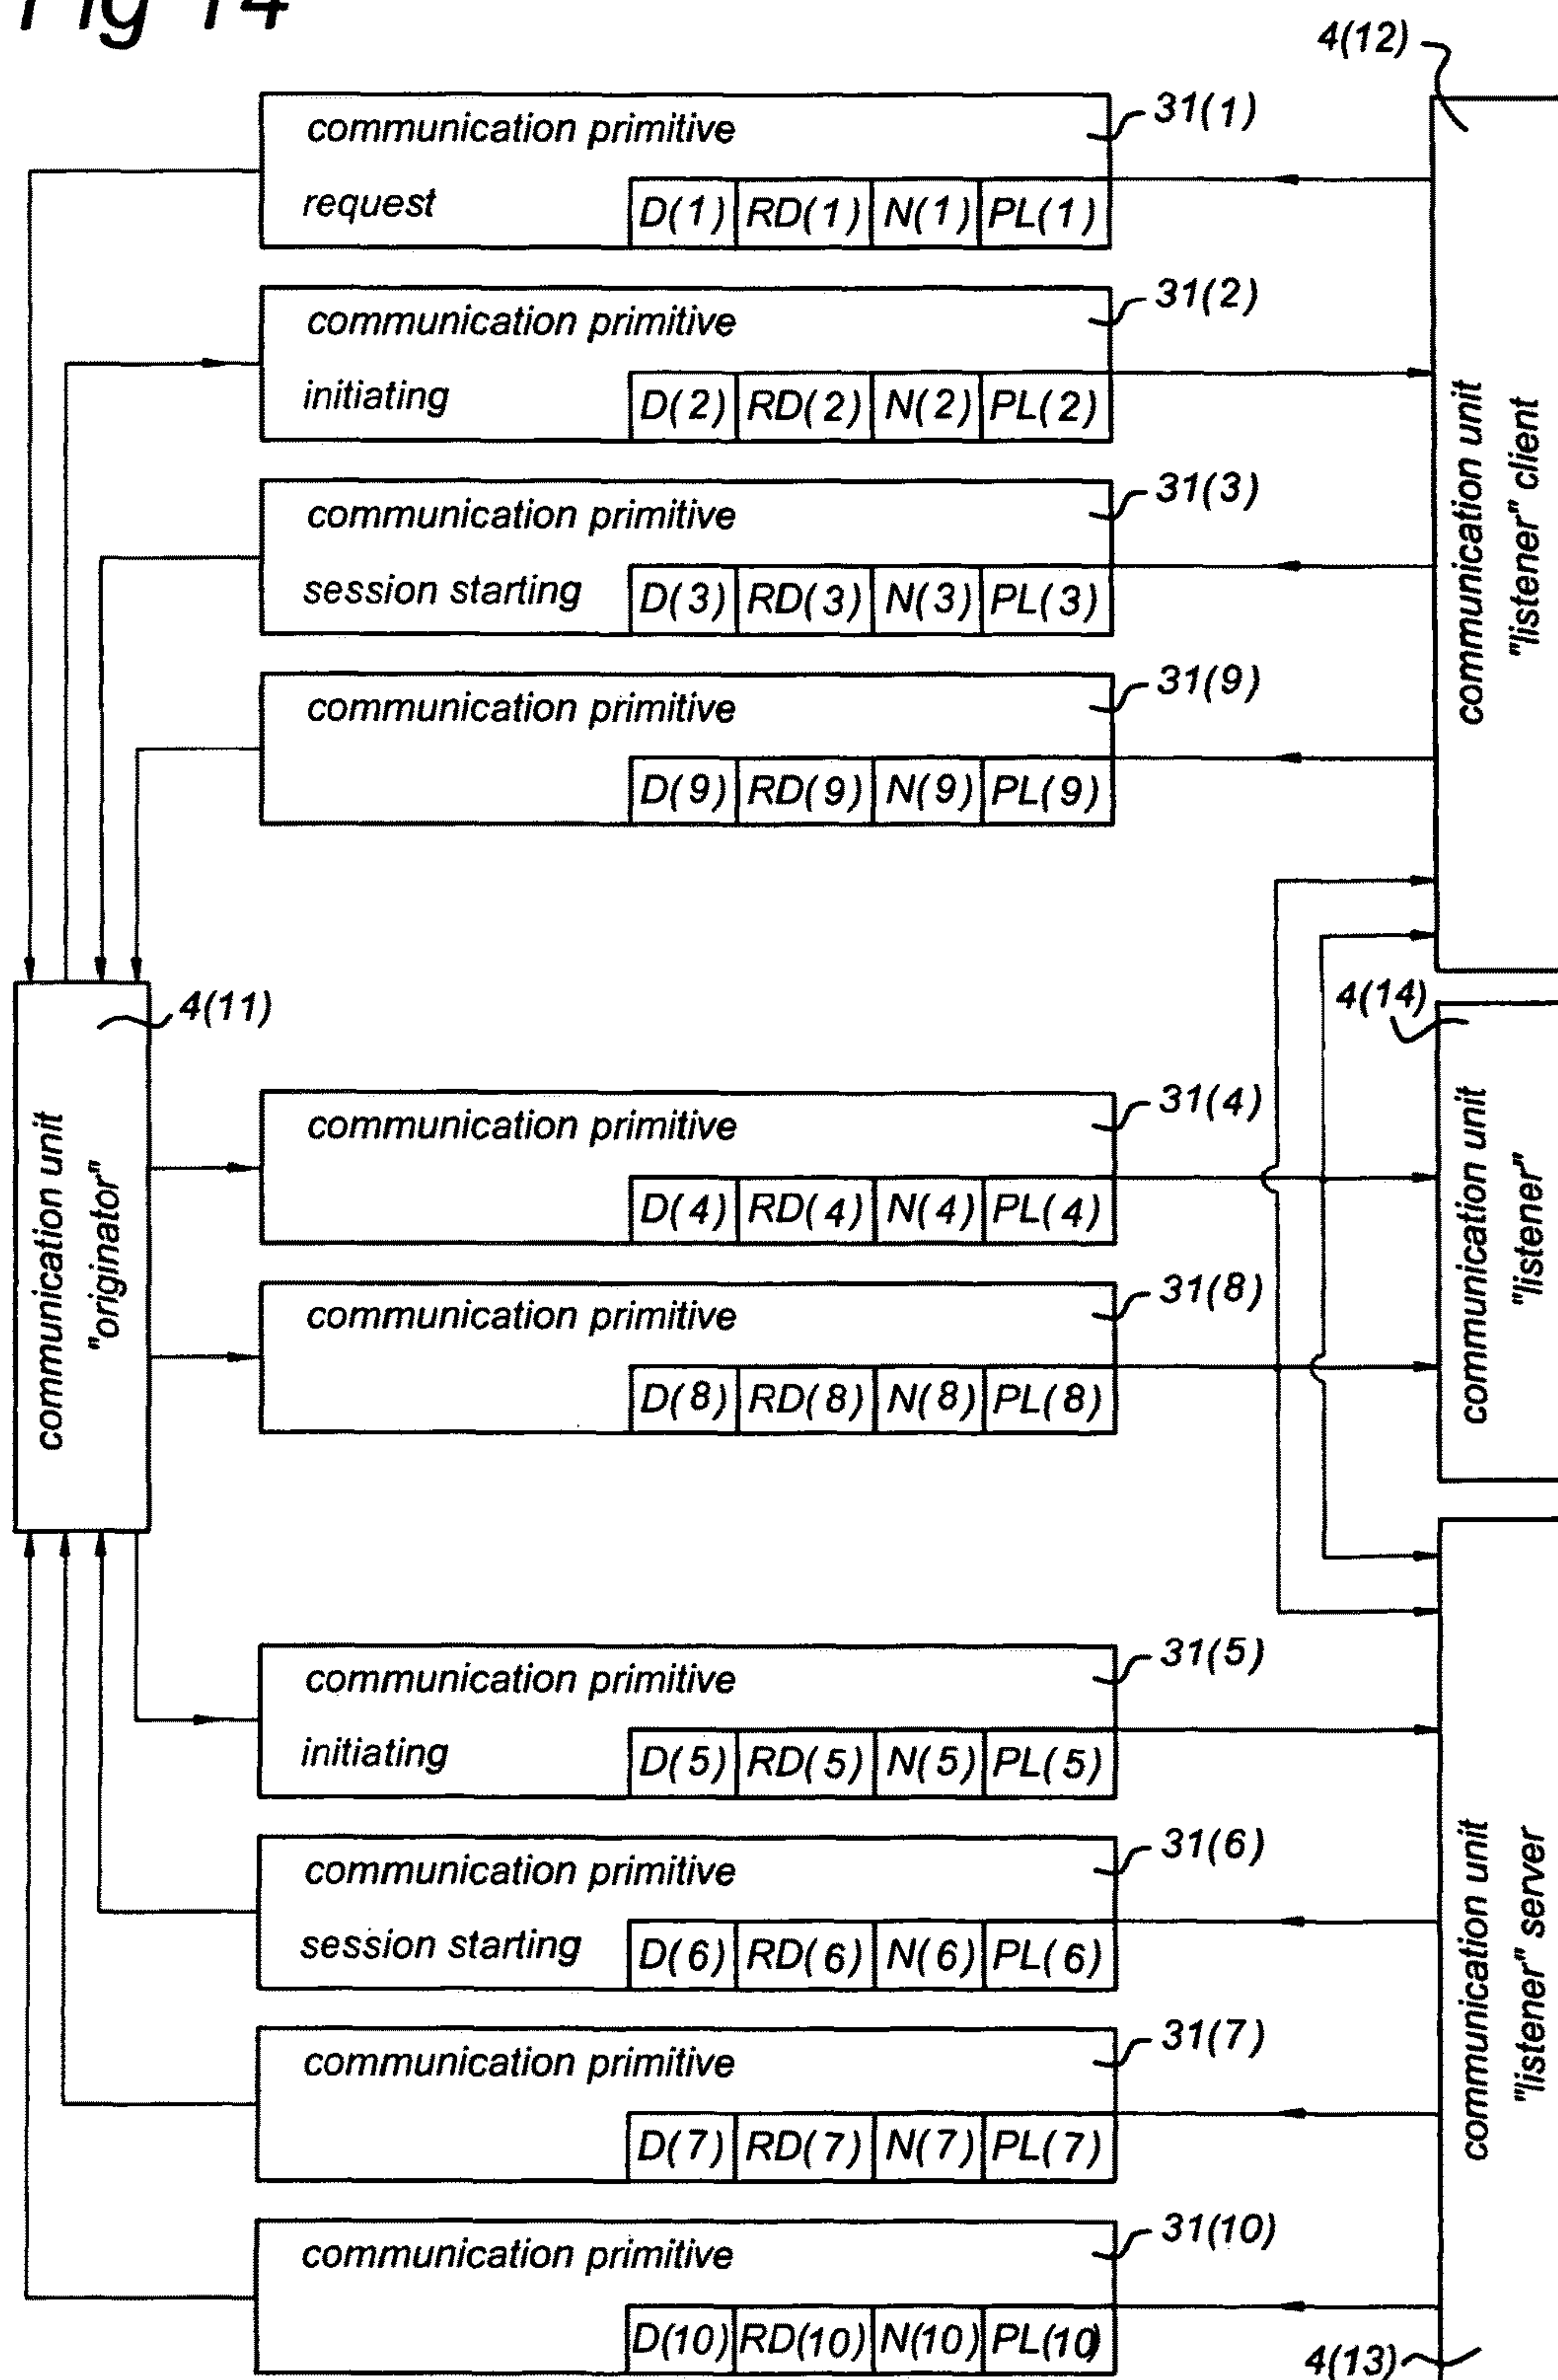 Fig 14
4(12)
communication primitive
31(1)
request
D(1) RD(1) N(1) PL(1)
communication primitive
31(2)
initiating
D(2) RD(2) N(2) PL(2)
communication primitive
31(3)
session starting
D(3) RD(3) N(3) PL(3)
communication primitive
31(9)
D(9) RD(9) N(9) PL(9)
communication unit
"listener" client
4(11)
communication unit
"originator"
4(14)
communication unit
"listener"
communication primitive
31(4)
D(4) RD(4) N(4) PL(4)
communication primitive
31(8)
D(8) RD(8) N(8) PL(8)
communication primitive
31(5)
initiating
D(5) RD(5) N(5) PL(5)
communication primitive
31(6)
session starting
D(6) RD(6) N(6) PL(6)
communication primitive
31(7)
D(7) RD(7) N(7) PL(7)
communication primitive
31(10)
D(10) RD(10) N(10) PL(10)
communication unit
"listener" server
4(13)